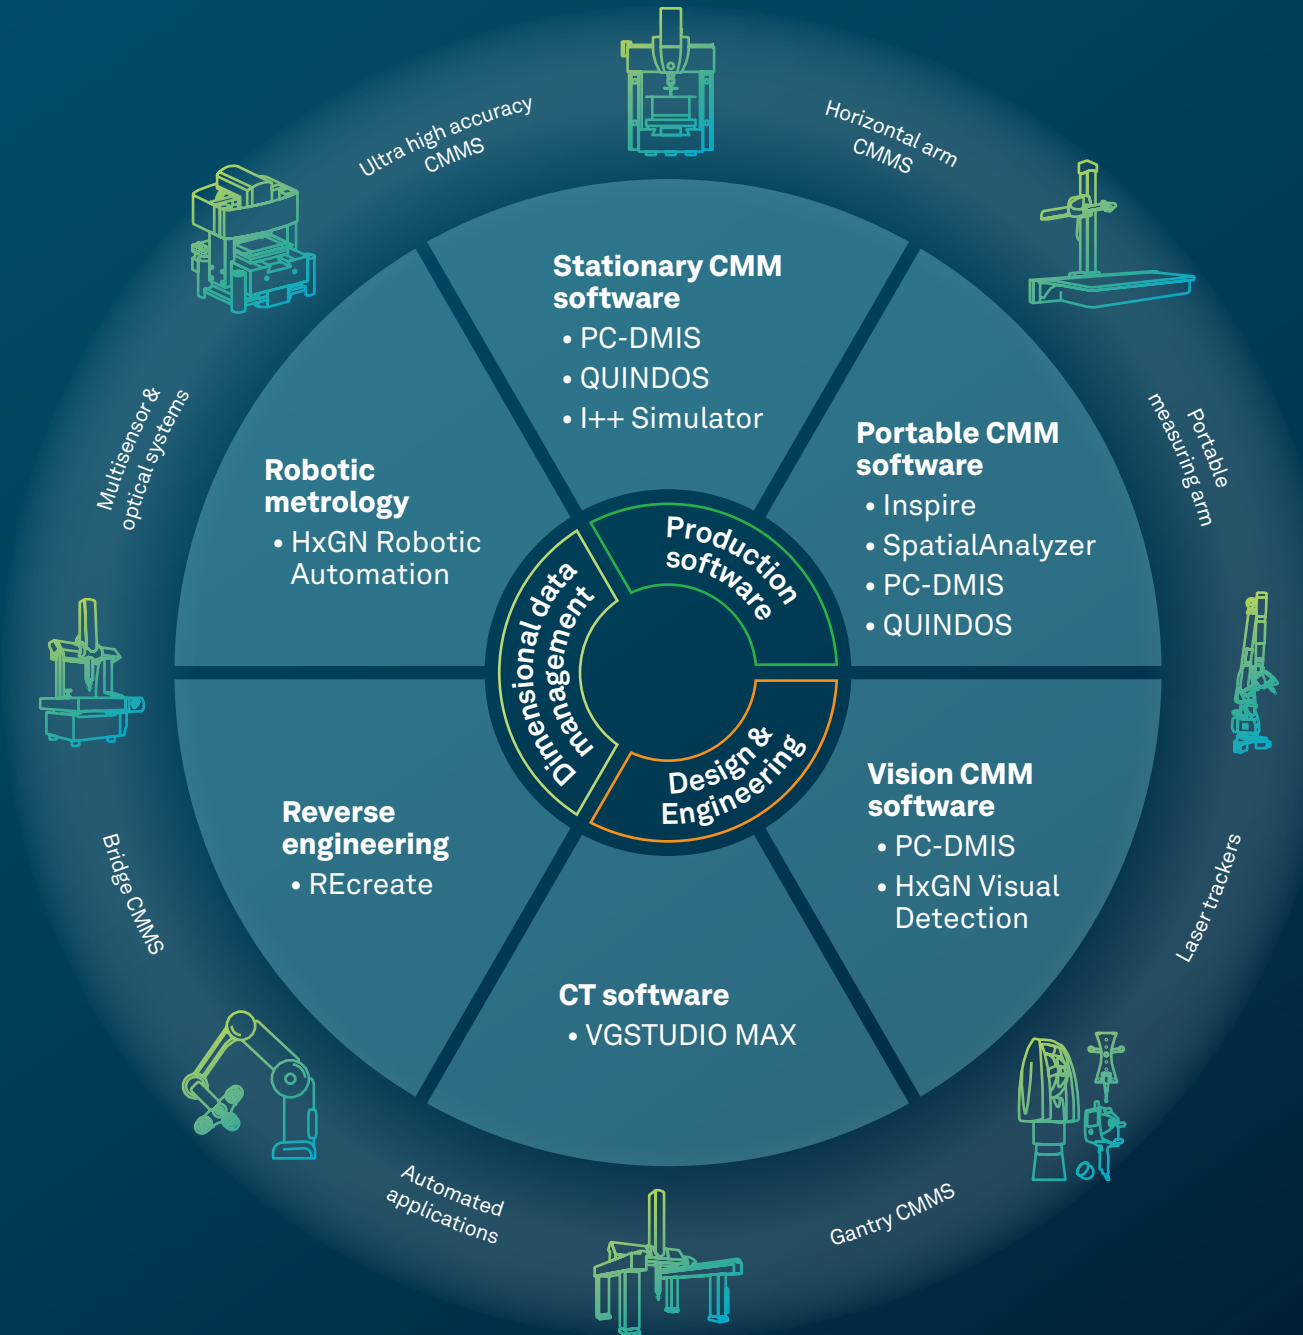 Ultra high accuracy
CMMS
Horizontal arm
CMMS
Portable
measuring arm
Laser trackers
Gantry CMMS
Automated
applications
Bridge CMMS
Multisensor &
optical systems
Stationary CMM
software
• PC-DMIS
• QUINDOS
• I++ Simulator
Portable CMM
software
• Inspire
• SpatialAnalyzer
• PC-DMIS
• QUINDOS
Vision CMM
software
• PC-DMIS
• HxGN Visual
Detection
CT software
• VGSTUDIO MAX
Reverse
engineering
• REcreate
Robotic
metrology
• HxGN Robotic
Automation
Production
software
Design &
Engineering
Dimensional data
management